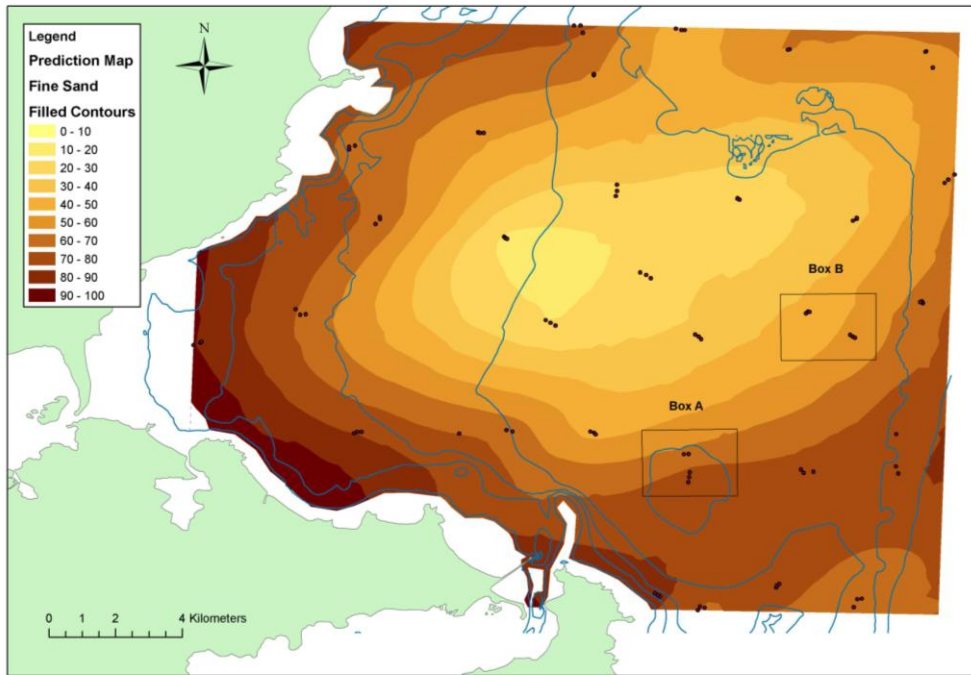 Legend
Prediction Map
Fine Sand
Filled Contours
0 - 10
10 - 20
20 - 30
30 - 40
40 - 50
50 - 60
60 - 70
70 - 80
80 - 90
90 - 100
N
Box B
Box A
0 1 2 4 Kilometers